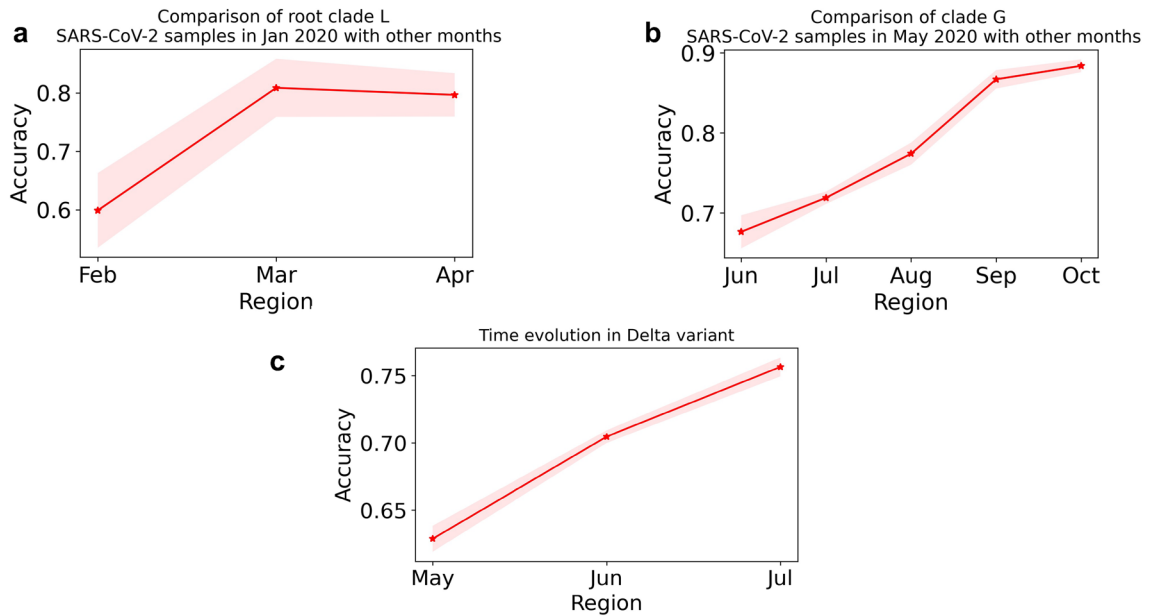 a
Comparison of root clade L
SARS-CoV-2 samples in Jan 2020 with other months
Accuracy
0.8
0.7
0.6
Feb Mar Apr
Region
b
Comparison of clade G
SARS-CoV-2 samples in May 2020 with other months
Accuracy
0.9
0.8
0.7
Jun Jul Aug Sep Oct
Region
c
Time evolution in Delta variant
Accuracy
0.75
0.70
0.65
May Jun Jul
Region